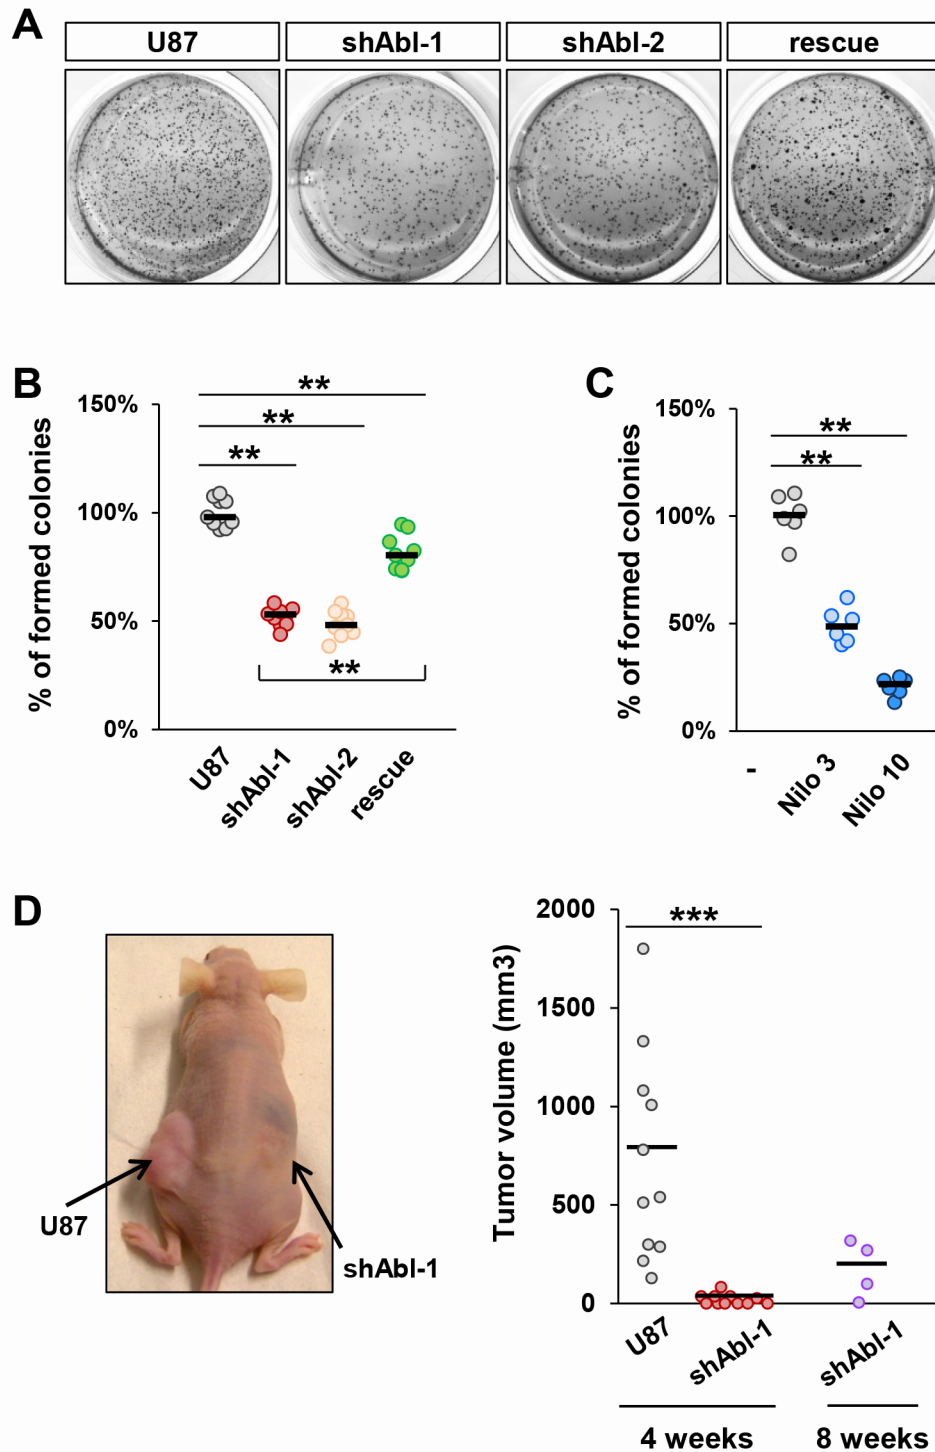 A
U87 shAbl-1 shAbl-2 rescue
B
% of formed colonies
150%
100%
50%
0%
**
**
**
**
U87 shAbl-1 shAbl-2 rescue
C
% of formed colonies
150%
100%
50%
0%
**
**
- Nilo 3 Nilo 10
D
U87
shAbl-1
Tumor volume (mm3)
2000
1500
1000
500
0
***
U87 shAbl-1 shAbl-1
4 weeks 8 weeks